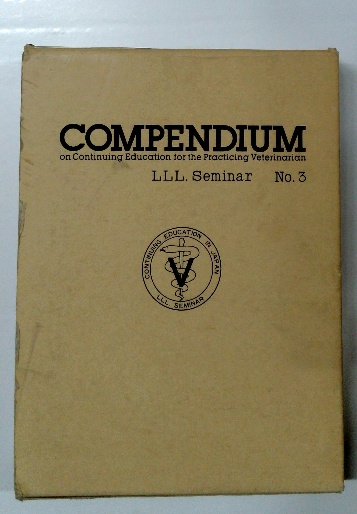 COMPENDIUM
on Continuing Education for the Practicing Veterinarian
LLL. Seminar No. 3
CONTINUING EDUCATION IN JAPAN
V
LLL. SEMINAR